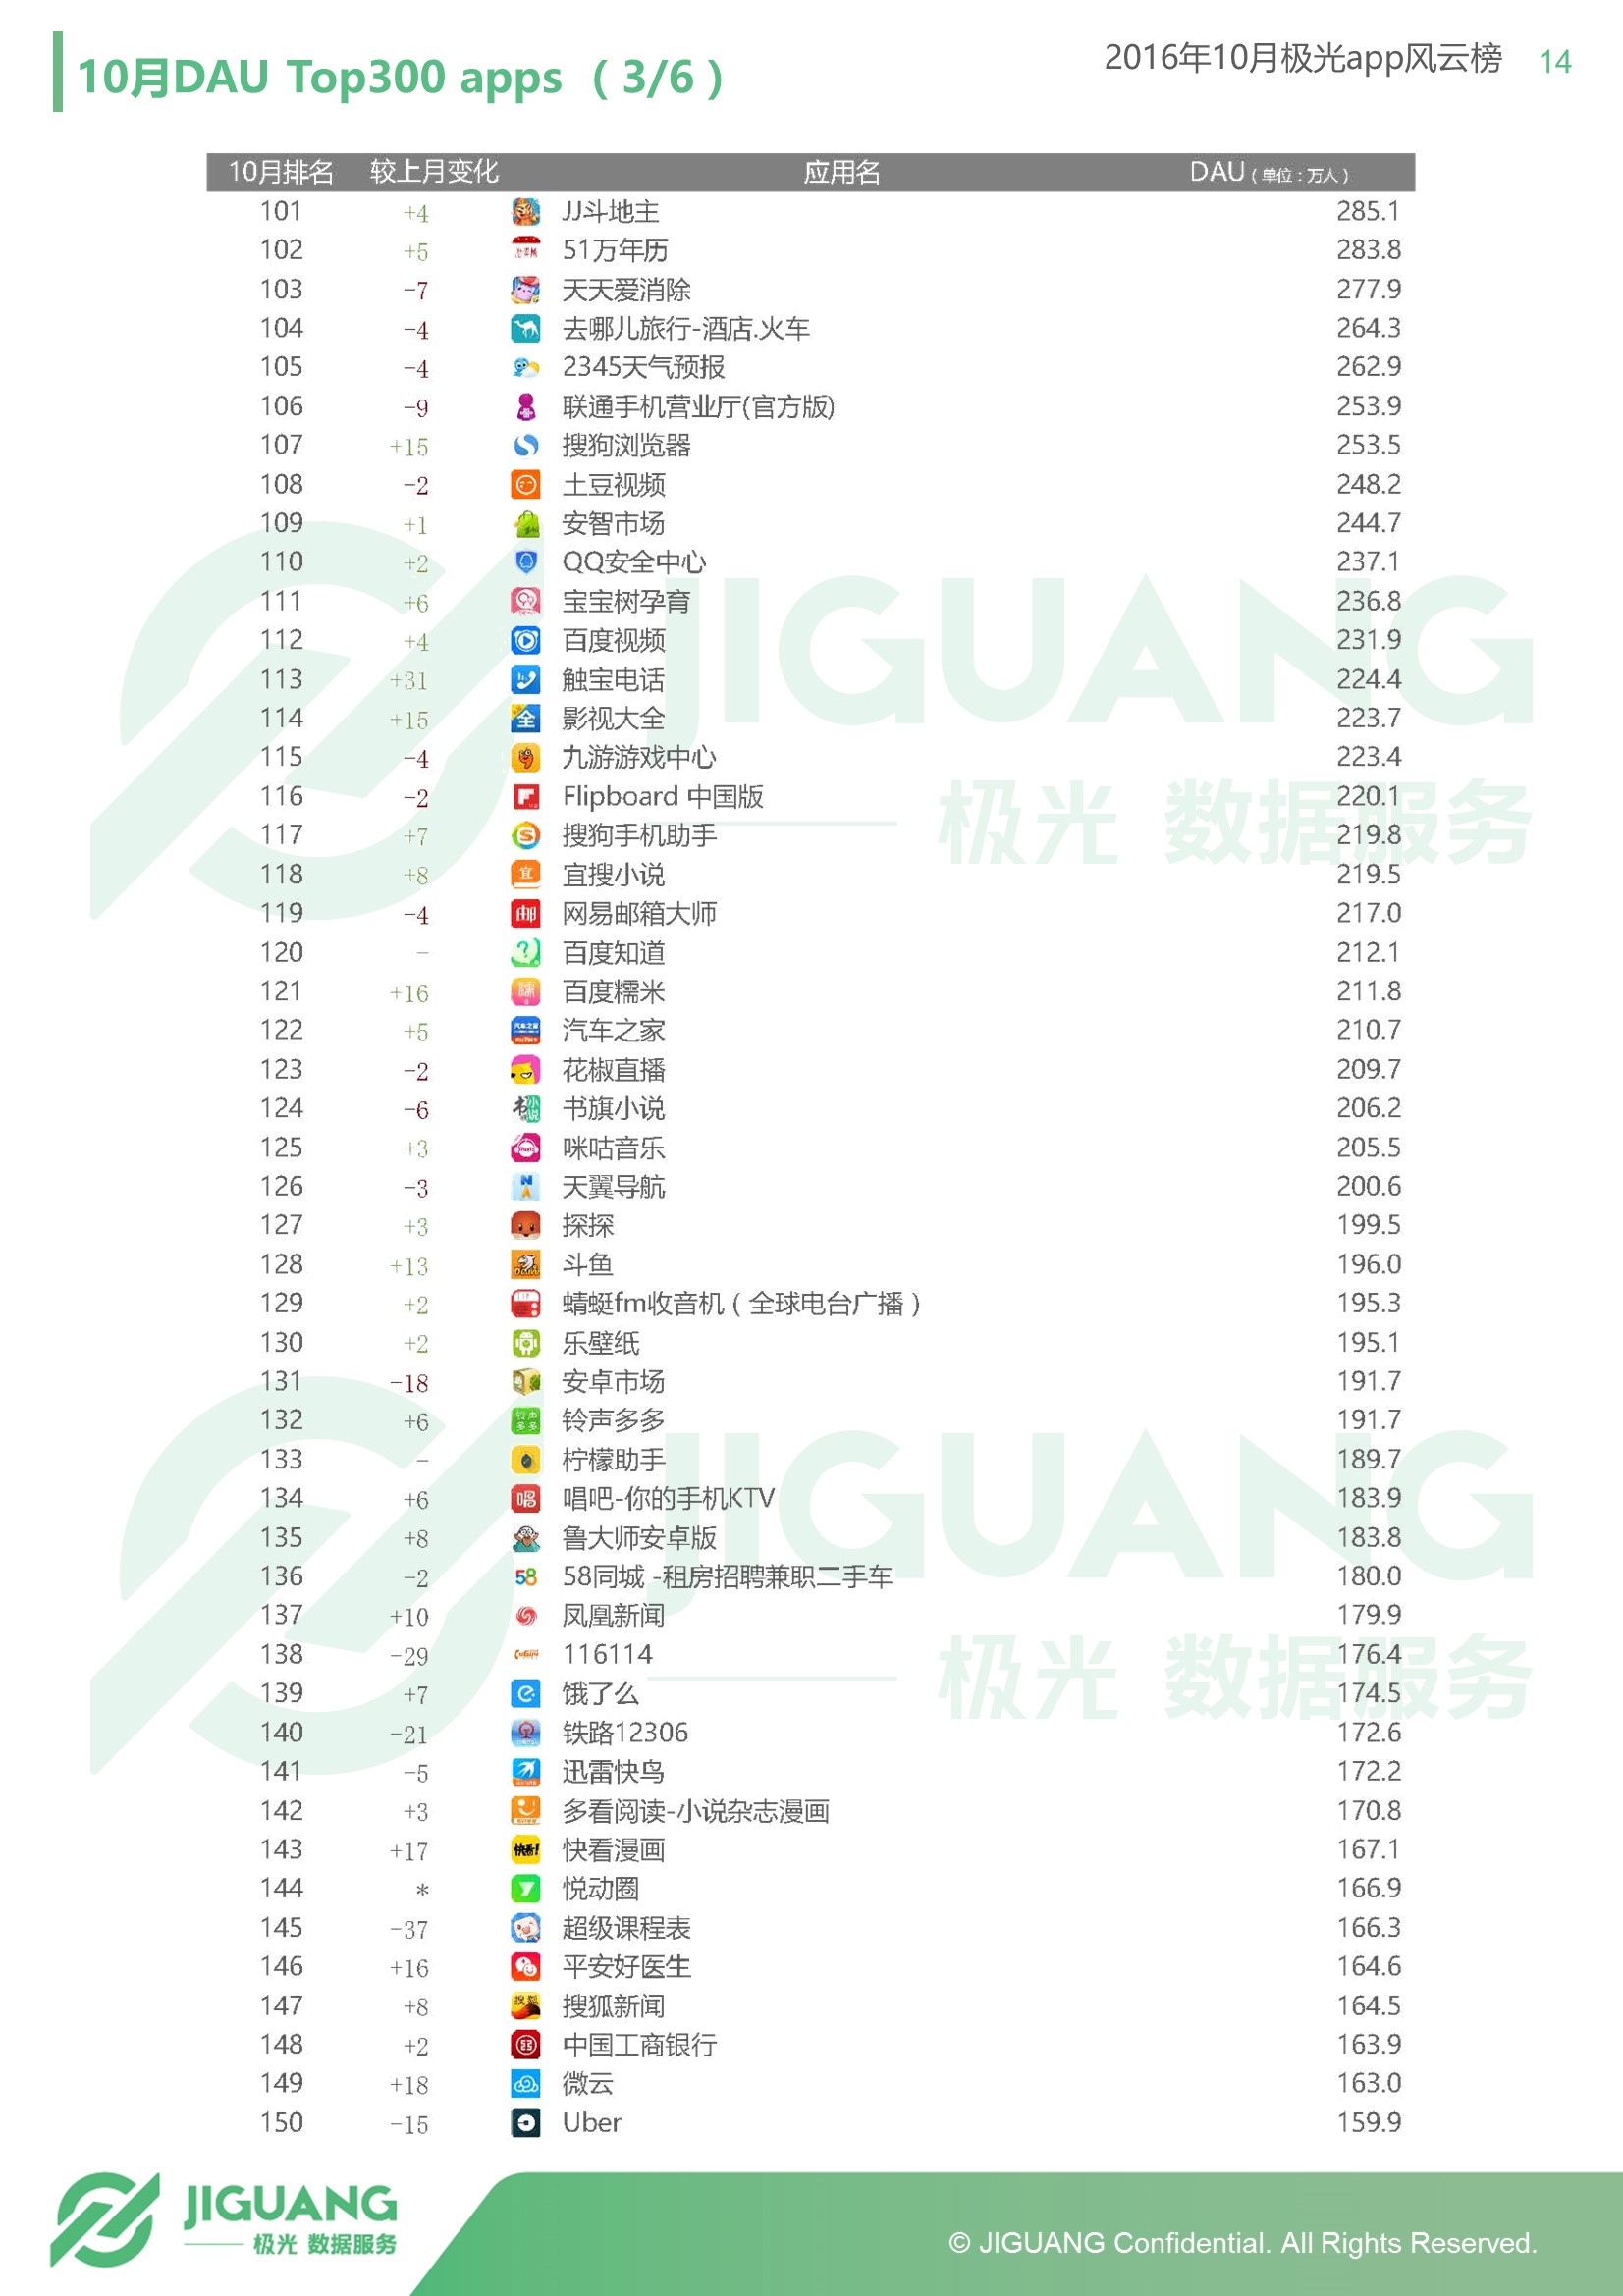 10月DAU Top300 apps （3/6）
2016年10月极光app风云榜 14
10月排名 较上月变化 应用名 DAU（单位：万人）
101 +4 JJ斗地主 285.1
102 +5 51万年历 283.8
103 -7 天天爱消除 277.9
104 -4 去哪儿旅行-酒店.火车 264.3
105 -4 2345天气预报 262.9
106 -9 联通手机营业厅(官方版) 253.9
107 +15 搜狗浏览器 253.5
108 -2 土豆视频 248.2
109 +1 安智市场 244.7
110 +2 QQ安全中心 237.1
111 +6 宝宝树孕育 236.8
112 +4 百度视频 231.9
113 +31 触宝电话 224.4
114 +15 影视大全 223.7
115 -4 九游游戏中心 223.4
116 -2 Flipboard 中国版 220.1
117 +7 搜狗手机助手 219.8
118 +8 宜搜小说 219.5
119 -4 网易邮箱大师 217.0
120 - 百度知道 212.1
121 +16 百度糯米 211.8
122 +5 汽车之家 210.7
123 -2 花椒直播 209.7
124 -6 书旗小说 206.2
125 +3 咪咕音乐 205.5
126 -3 天翼导航 200.6
127 +3 探探 199.5
128 +13 斗鱼 196.0
129 +2 蜻蜓fm收音机（全球电台广播） 195.3
130 +2 乐壁纸 195.1
131 -18 安卓市场 191.7
132 +6 铃声多多 191.7
133 - 柠檬助手 189.7
134 +6 唱吧-你的手机KTV 183.9
135 +8 鲁大师安卓版 183.8
136 -2 58同城 -租房招聘兼职二手车 180.0
137 +10 凤凰新闻 179.9
138 -29 116114 176.4
139 +7 饿了么 174.5
140 -21 铁路12306 172.6
141 -5 迅雷快鸟 172.2
142 +3 多看阅读-小说杂志漫画 170.8
143 +17 快看漫画 167.1
144 * 悦动圈 166.9
145 -37 超级课程表 166.3
146 +16 平安好医生 164.6
147 +8 搜狐新闻 164.5
148 +2 中国工商银行 163.9
149 +18 微云 163.0
150 -15 Uber 159.9
JIGUANG
极光 数据服务
JIGUANG
极光 数据服务
JIGUANG
极光 数据服务
© JIGUANG Confidential. All Rights Reserved.